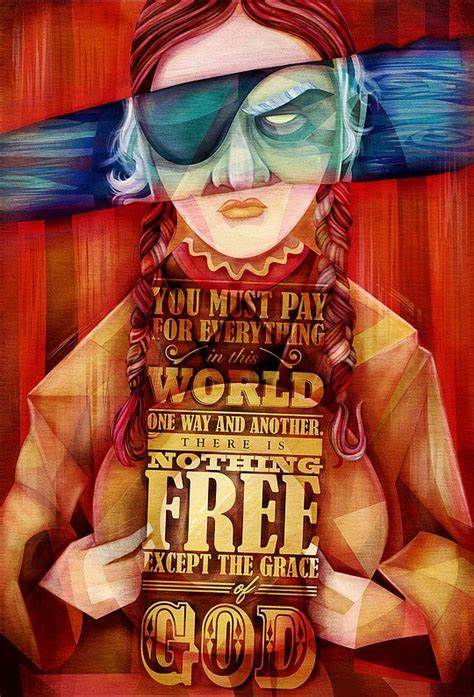 YOU MUST PAY
FOR EVERYTHING
in this
WORLD
ONE WAY AND ANOTHER.
THERE IS
NOTHING
FREE
EXCEPT THE GRACE
of
GOD